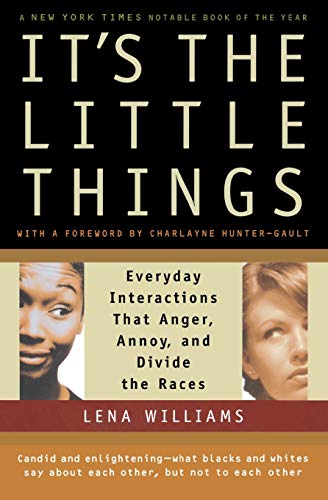 A NEW YORK TIMES NOTABLE BOOK OF THE YEAR
IT'S THE
LITTLE
THINGS
WITH A FOREWORD BY CHARLAYNE HUNTER-GAULT
Everyday
Interactions
That Anger,
Annoy, and
Divide
the Races
LENA WILLIAMS
Candid and enlightening—what blacks and whites
say about each other, but not to each other